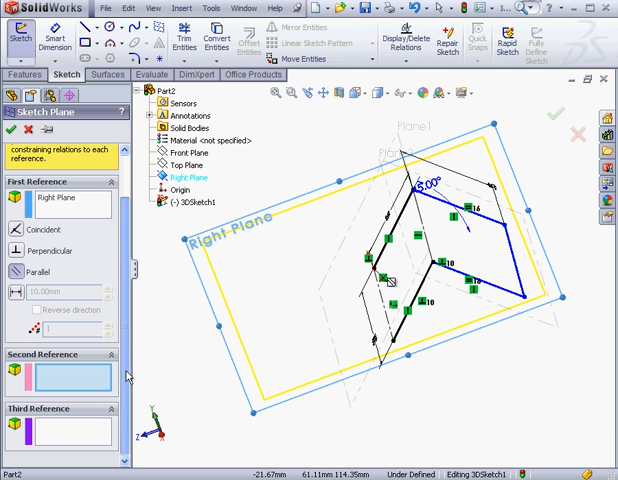 SolidWorks File Edit View Insert Tools Window Help 3...
Sketch
Smart Dimension
Trim Entities
Convert Entities
Offset Entities
Mirror Entities
Linear Sketch Pattern
Move Entities
Display/Delete Relations
Repair Sketch
Quick Snaps
Rapid Sketch
Fully Define Sketch
Features Sketch Surfaces Evaluate DimXpert Office Products
Sketch Plane ?
constraining relations to each reference.
First Reference
Right Plane
Coincident
Perpendicular
Parallel
10.00mm
Reverse direction
1
Second Reference
Third Reference
Part2
Sensors
Annotations
Solid Bodies
Material <not specified>
Front Plane
Top Plane
Right Plane
Origin
(-) 3DSketch1
Plane1
Right Plane
5.00°
16
10
10
Y
Z
X
Part2 -21.67mm 61.11mm 114.35mm Under Defined Editing 3DSketch1